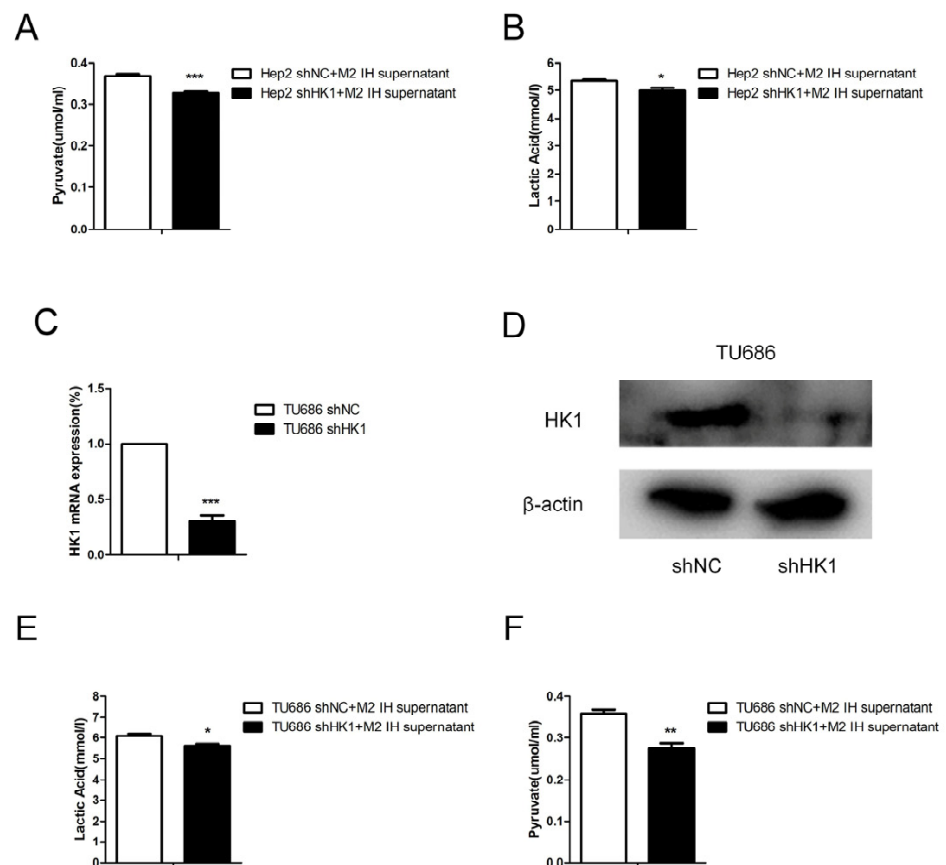 A
Pyruvate(umol/ml)
0.4
0.3
0.1
0.0
***
Hep2 shNC+M2 IH supernatant
Hep2 shHK1+M2 IH supernatant
B
Lactic Acid(mmol/l)
6
5
4
3
2
1
0
*
Hep2 shNC+M2 IH supernatant
Hep2 shHK1+M2 IH supernatant
C
HK1 mRNA expression(%)
1.5
1.0
0.5
0.0
***
TU686 shNC
TU686 shHK1
D
TU686
HK1
β-actin
shNC
shHK1
E
Lactic Acid(mmol/l)
8
7
6
5
4
3
2
1
0
*
TU686 shNC+M2 IH supernatant
TU686 shHK1+M2 IH supernatant
F
Pyruvate(umol/ml)
0.4
0.3
0.1
0.0
**
TU686 shNC+M2 IH supernatant
TU686 shHK1+M2 IH supernatant